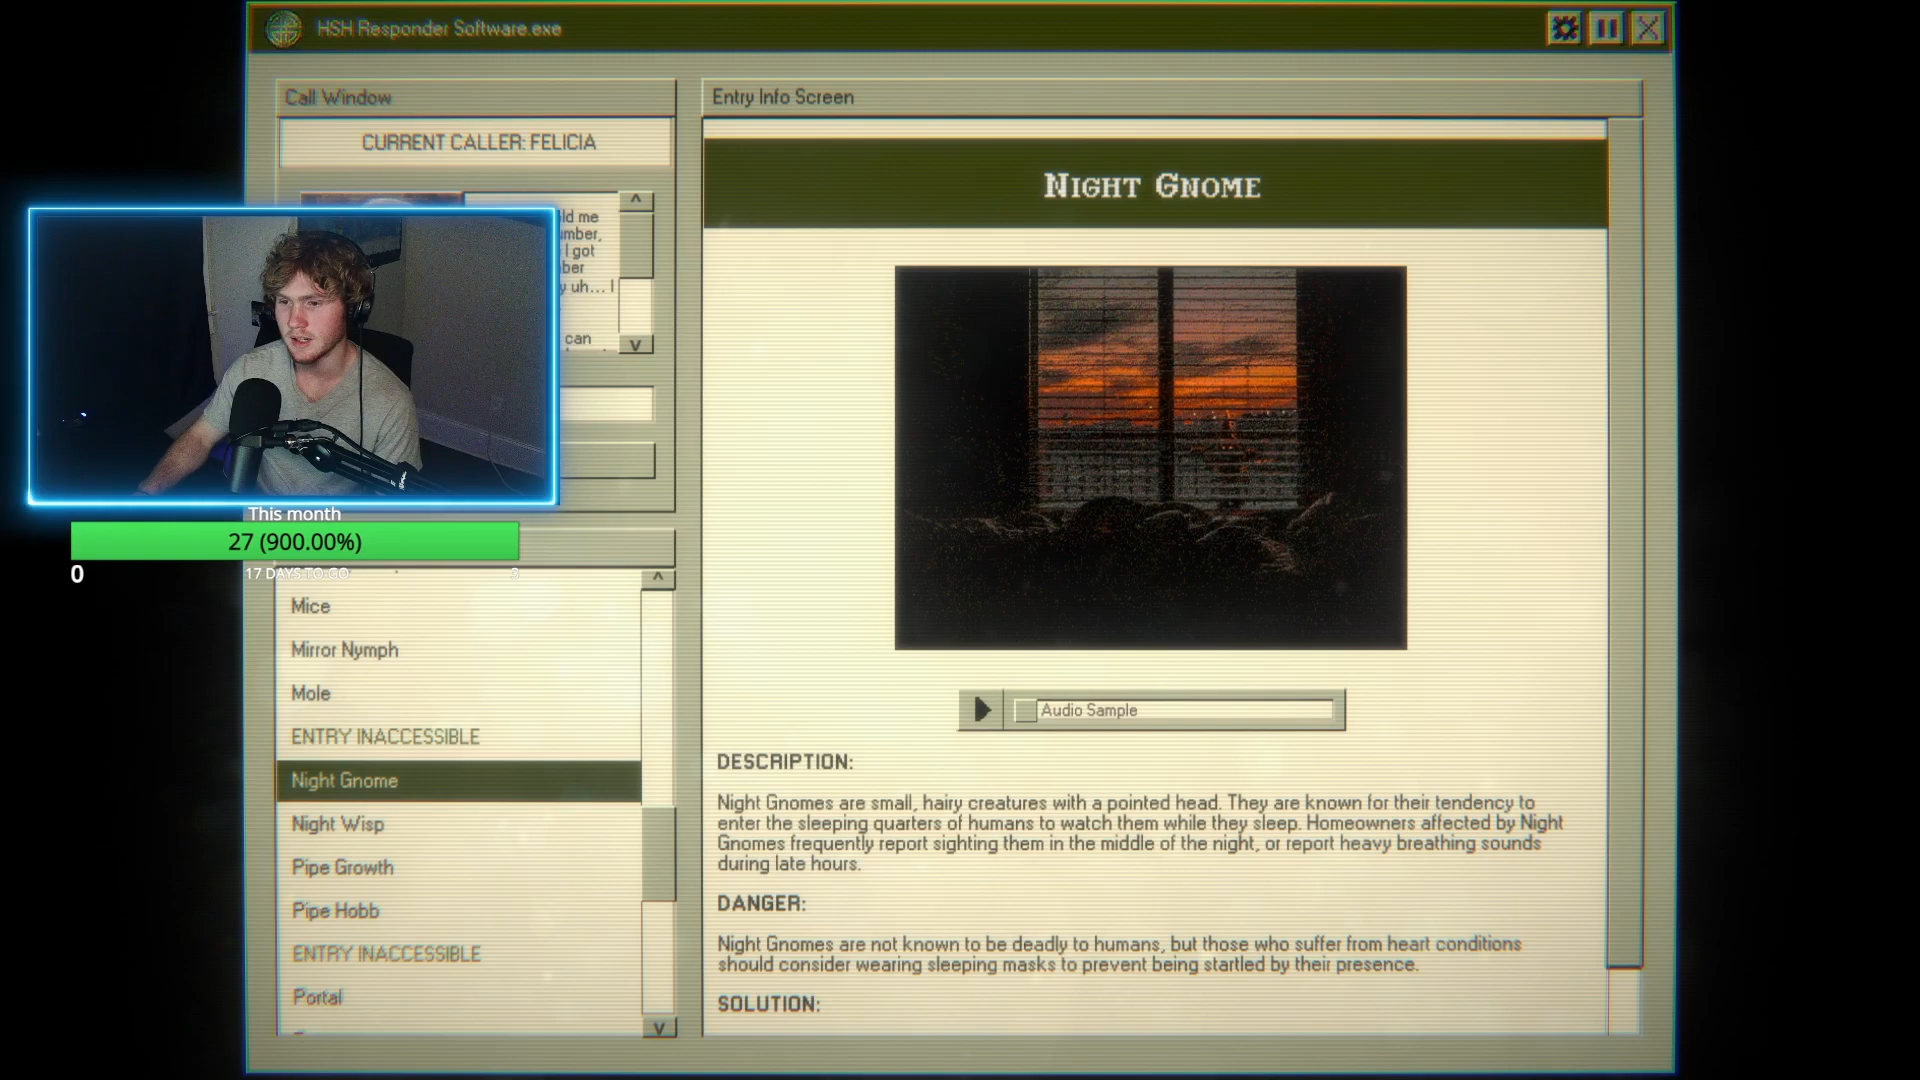 HSH Responder Software.exe
Call Window
CURRENT CALLER: FELICIA
old me
I got
y uh... I
can
This month
27 (900.00%)
0
17 DAYS TO GO
3
Mice
Mirror Nymph
Mole
ENTRY INACCESSIBLE
Night Gnome
Night Wisp
Pipe Growth
Pipe Hobb
ENTRY INACCESSIBLE
Portal
Entry Info Screen
NIGHT GNOME
Audio Sample
DESCRIPTION:
Night Gnomes are small, hairy creatures with a pointed head. They are known for their tendency to
enter the sleeping quarters of humans to watch them while they sleep. Homeowners affected by Night
Gnomes frequently report sighting them in the middle of the night, or report heavy breathing sounds
during late hours.
DANGER:
Night Gnomes are not known to be deadly to humans, but those who suffer from heart conditions
should consider wearing sleeping masks to prevent being startled by their presence.
SOLUTION: